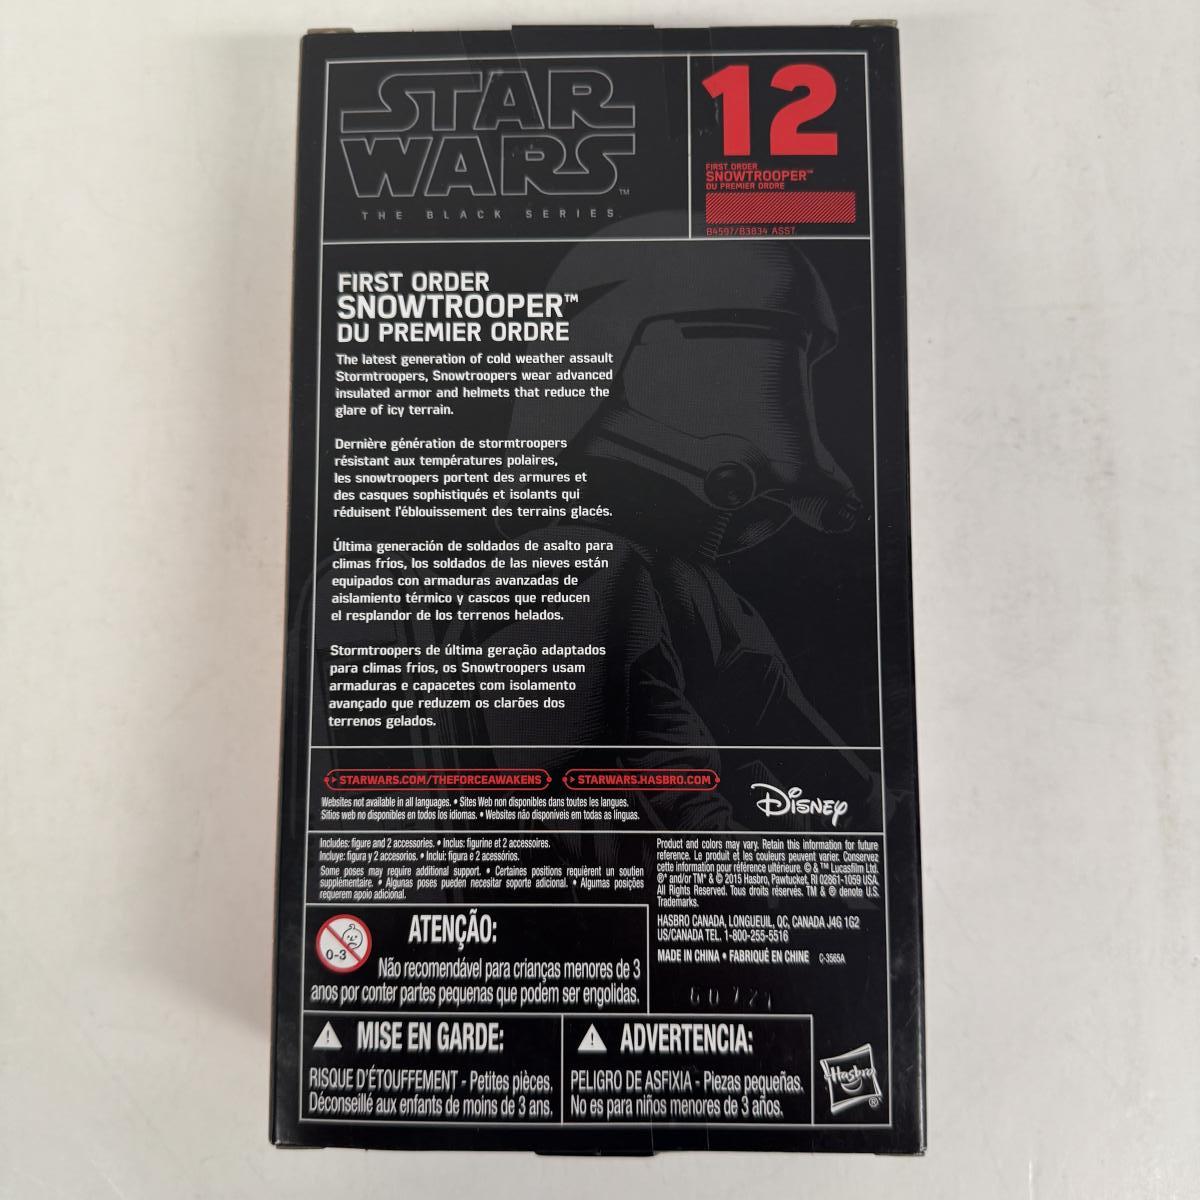 STAR
WARS™
THE BLACK SERIES
12
FIRST ORDER
SNOWTROOPER™
DU PREMIER ORDRE
B4597/B3834 ASST.
FIRST ORDER
SNOWTROOPER™
DU PREMIER ORDRE
The latest generation of cold weather assault
Stormtroopers, Snowtroopers wear advanced
insulated armor and helmets that reduce the
glare of icy terrain.
Dernière génération de stormtroopers
résistant aux températures polaires,
les snowtroopers portent des armures et
des casques sophistiqués et isolants qui
réduisent l'éblouissement des terrains glacés.
Última generación de soldados de asalto para
climas fríos, los soldados de las nieves están
equipados con armaduras avanzadas de
aislamiento térmico y cascos que reducen
el resplandor de los terrenos helados.
Stormtroopers de última geração adaptados
para climas frios, os Snowtroopers usam
armaduras e capacetes com isolamento
avançado que reduzem os clarões dos
terrenos gelados.
STARWARS.COM/THEFORCEAWAKENS STARWARS.HASBRO.COM
Websites not available in all languages. • Sites Web non disponibles dans toutes les langues.
Sitios web no disponibles en todos los idiomas. • Websites não disponíveis em todas as línguas.
Disney
Includes: figure and 2 accessories. • Inclus: figurine et 2 accessoires.
Incluye: figura y 2 accesorios. • Inclui: figura e 2 acessórios.
Some poses may require additional support. • Certaines positions requièrent un soutien
supplémentaire. • Algunas poses pueden necesitar soporte adicional. • Algumas posições
requerem apoio adicional.
Product and colors may vary. Retain this information for future
reference. Le produit et les couleurs peuvent varier. Conservez
cette information pour référence ultérieure. © & ™ Lucasfilm Ltd.
®* and/or TM* & © 2015 Hasbro, Pawtucket, RI 02861-1059 USA.
All Rights Reserved. Tous droits réservés. TM & ® denote U.S.
Trademarks.
HASBRO CANADA, LONGUEUIL, QC, CANADA J4G 1G2
US/CANADA TEL. 1-800-255-5516
MADE IN CHINA • FABRIQUÉ EN CHINE C-3565A
0-3
ATENÇÃO:
Não recomendável para crianças menores de 3
anos por conter partes pequenas que podem ser engolidas.
MISE EN GARDE:
RISQUE D'ÉTOUFFEMENT - Petites pièces.
Déconseillé aux enfants de moins de 3 ans.
ADVERTENCIA:
PELIGRO DE ASFIXIA - Piezas pequeñas.
No es para niños menores de 3 años.
Hasbro®